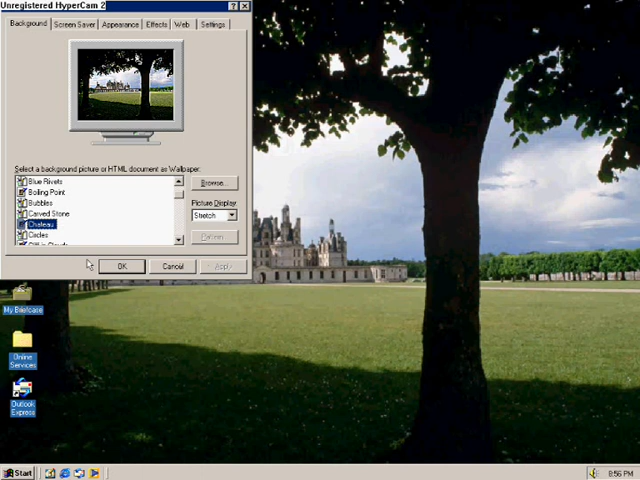 Unregistered HyperCam 2
Background
Screen Saver
Appearance
Effects
Web
Settings
Select a background picture or HTML document as Wallpaper:
Blue Rivets
Boiling Point
Bubbles
Carved Stone
Chateau
Circles
Browse...
Picture Display:
Stretch
Pattern...
OK
Cancel
Apply
My Briefcase
Online
Services
Outlook
Express
Start
8:56 PM